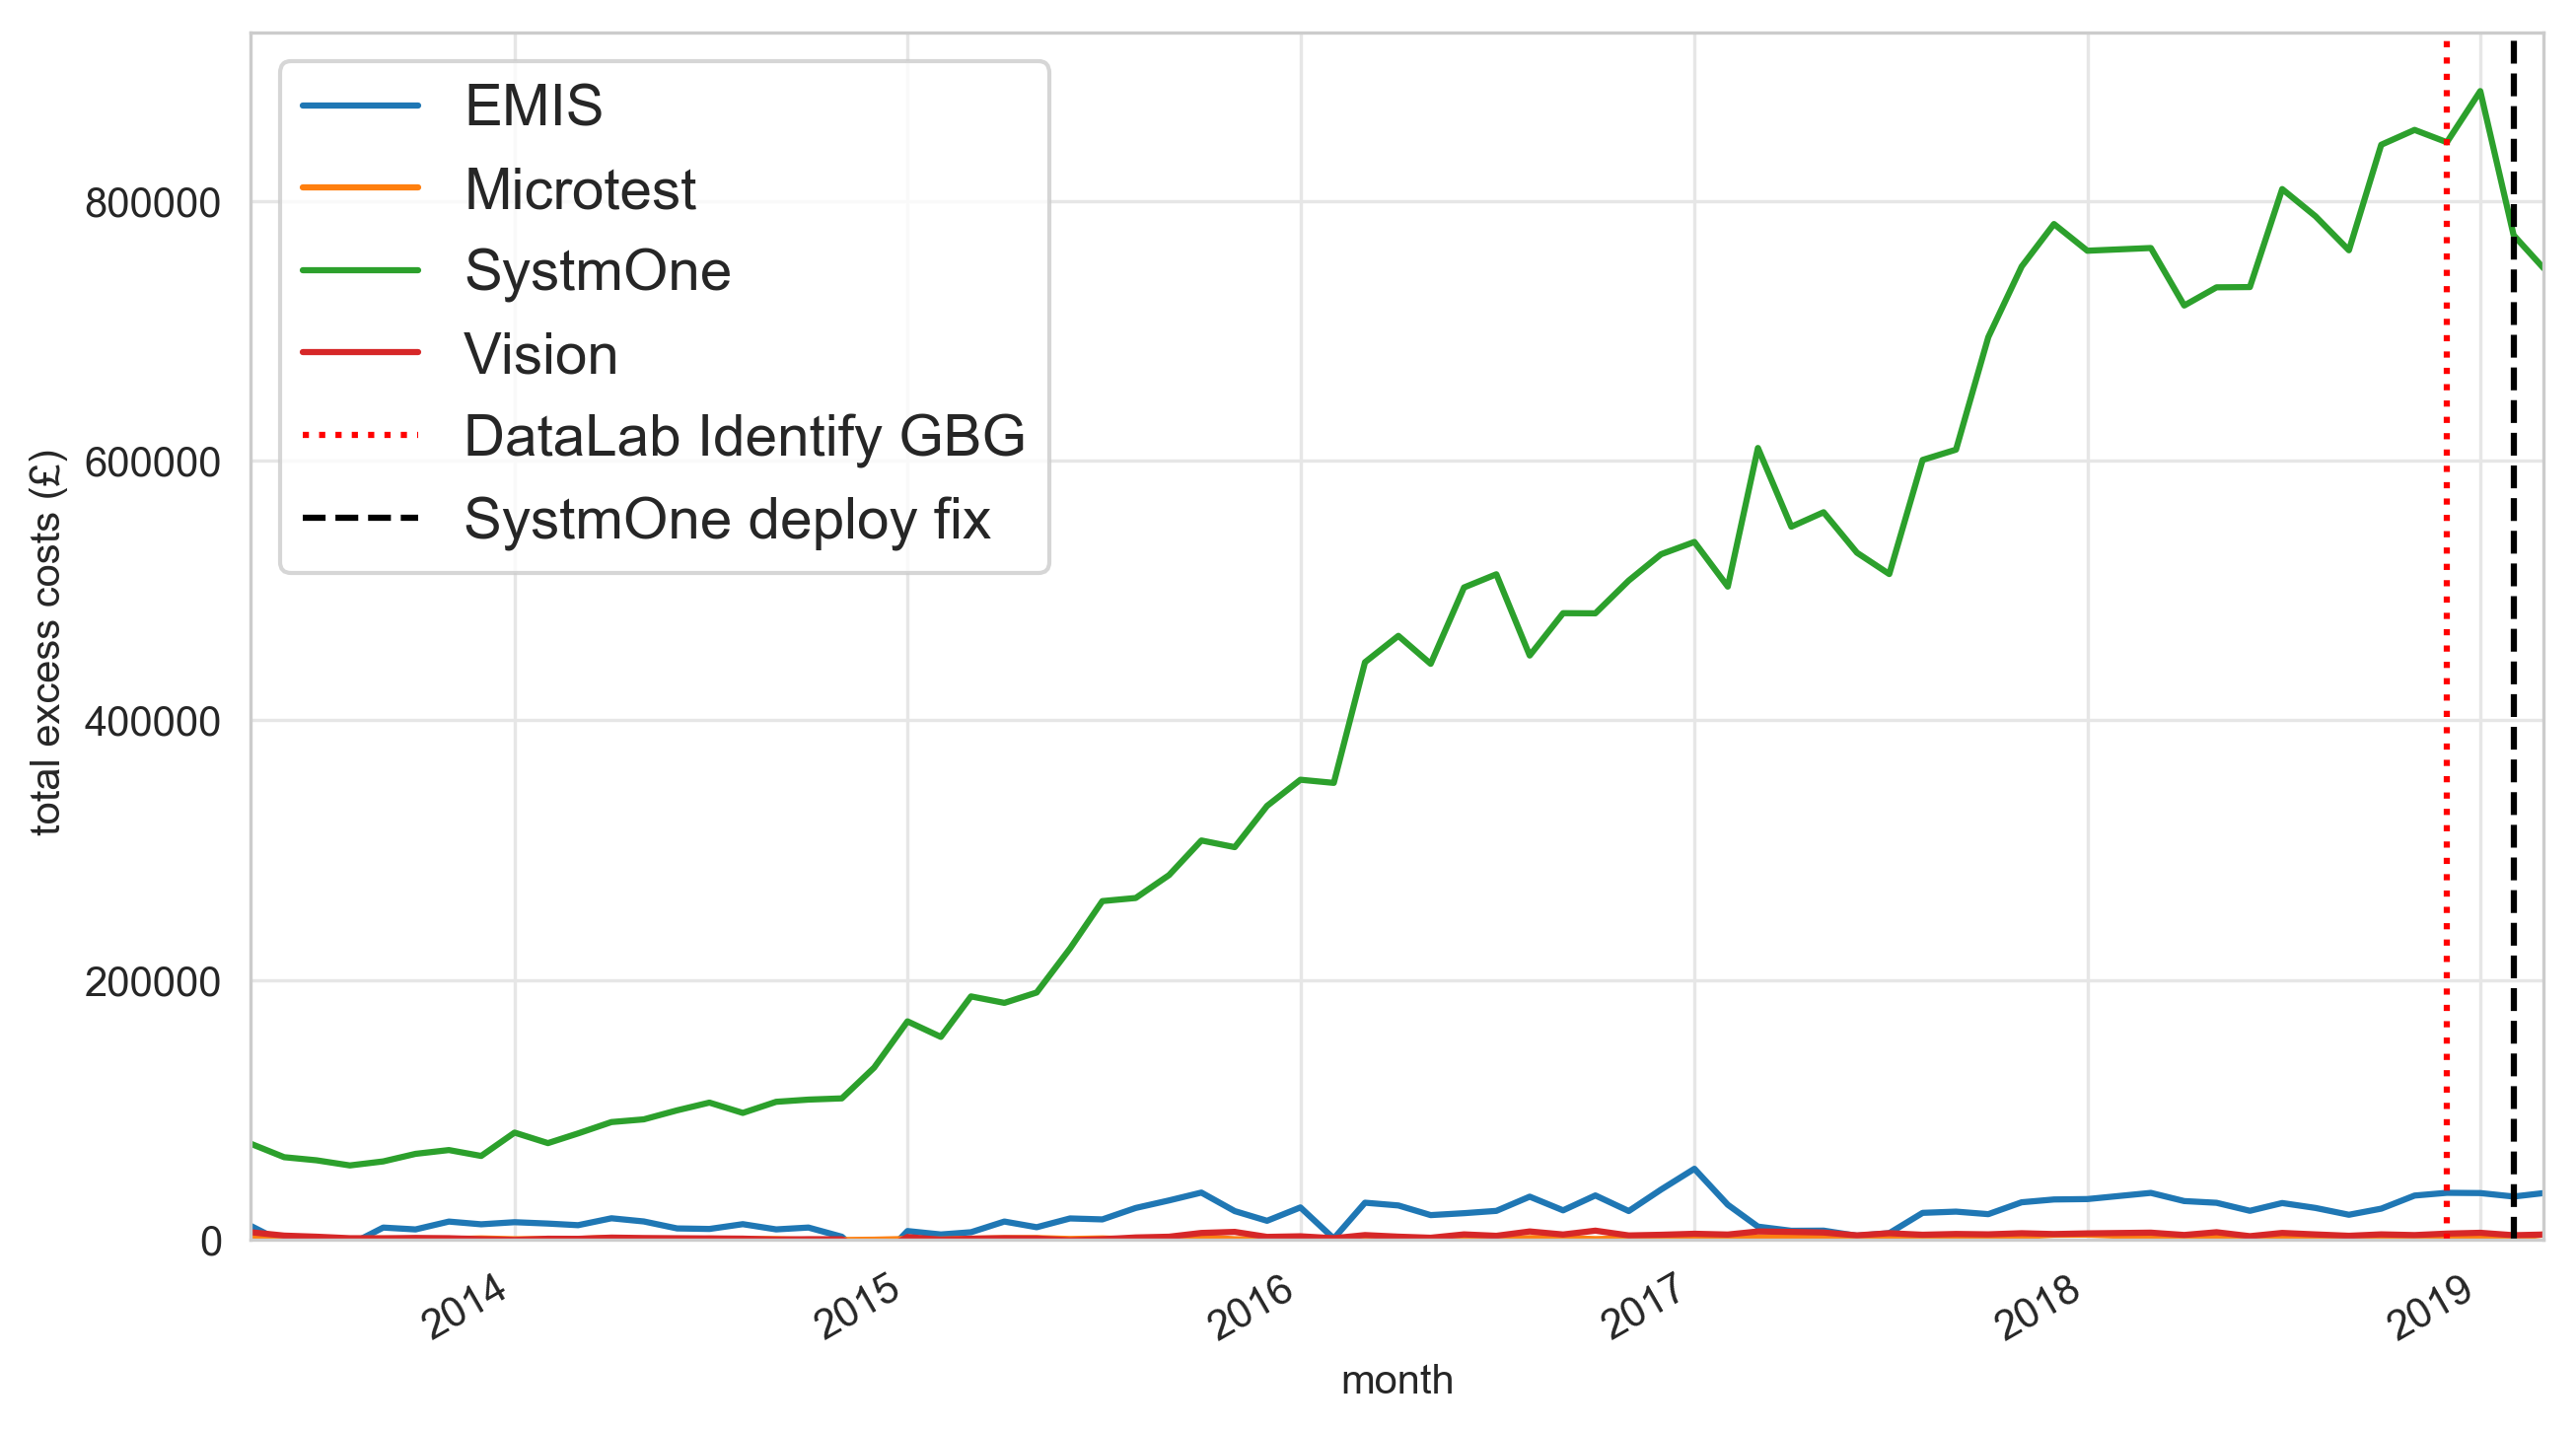 EMIS
Microtest
SystmOne
Vision
DataLab Identify GBG
SystmOne deploy fix
total excess costs (£)
800000
600000
400000
200000
0
2014
2015
2016
2017
2018
2019
month